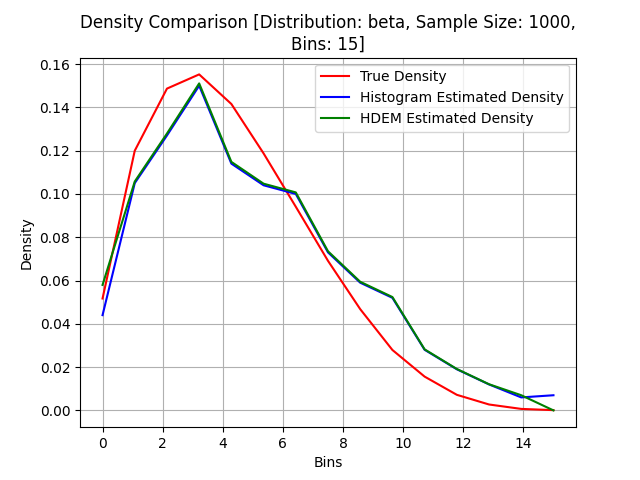 Density Comparison [Distribution: beta, Sample Size: 1000,
Bins: 15]
True Density
Histogram Estimated Density
HDEM Estimated Density
Density
0.16
0.14
0.12
0.10
0.08
0.06
0.04
0.02
0.00
0 2 4 6 8 10 12 14
Bins